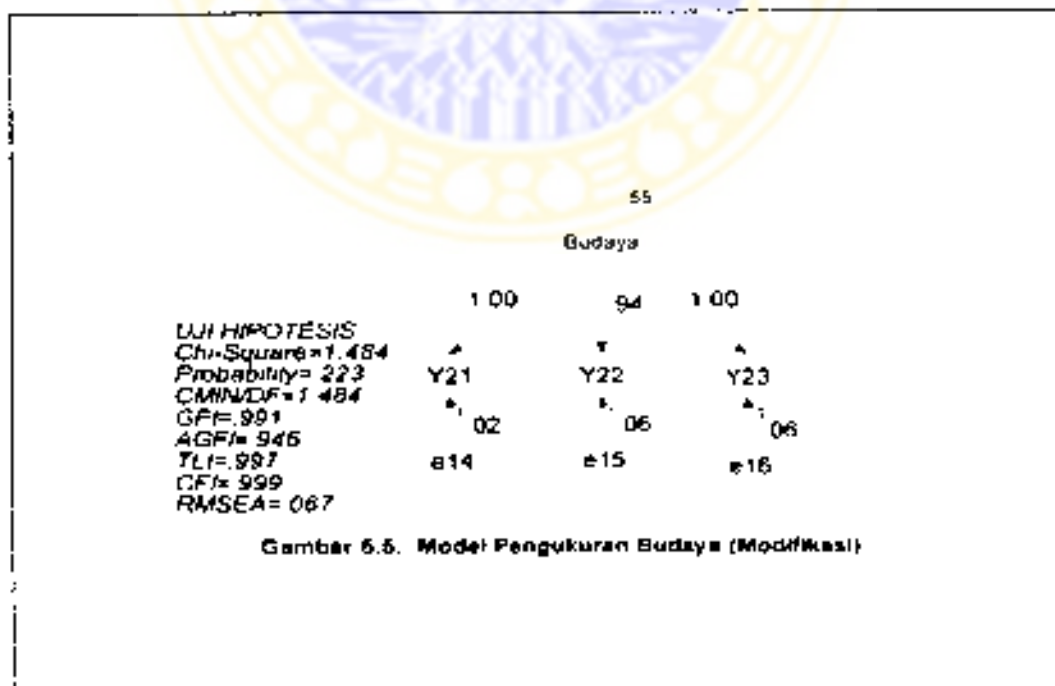 55
Budaya
1.00 .94 1.00
UJI HIPOTESIS
Chi-Square=1.484
Probability=.223
CMIN/DF=1.484
GFI=.991
AGFI=.946
TLI=.997
CFI=.999
RMSEA=.067
Y21 Y22 Y23
02 06 06
e14 e15 e16
Gambar 5.5. Model Pengukuran Budaya (Modifikasi)